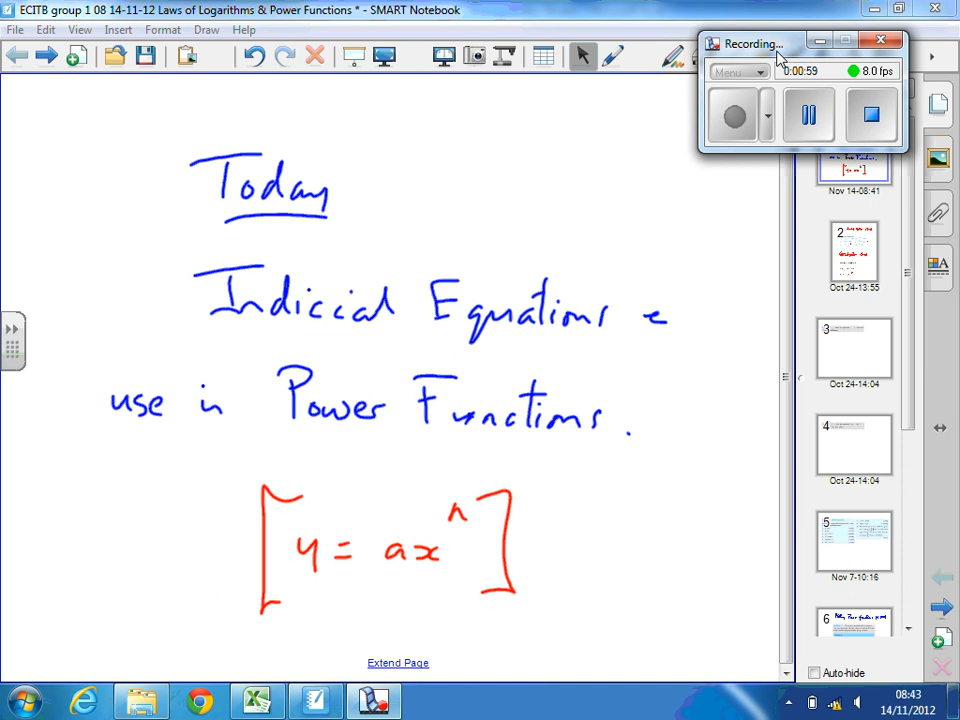 ECITB group 1 08 14-11-12 Laws of Logarithms & Power Functions * - SMART Notebook
File Edit View Insert Format Draw Help
Recording...
Menu 0:00:59 8.0 fps
Today
Indicial Equations e
use in Power Functions.
[y = ax^n]
Extend Page
Nov 14-08:41
2
Oct 24-13:55
3
Oct 24-14:04
4
Oct 24-14:04
5
Nov 7-10:16
6
Auto-hide
08:43
14/11/2012